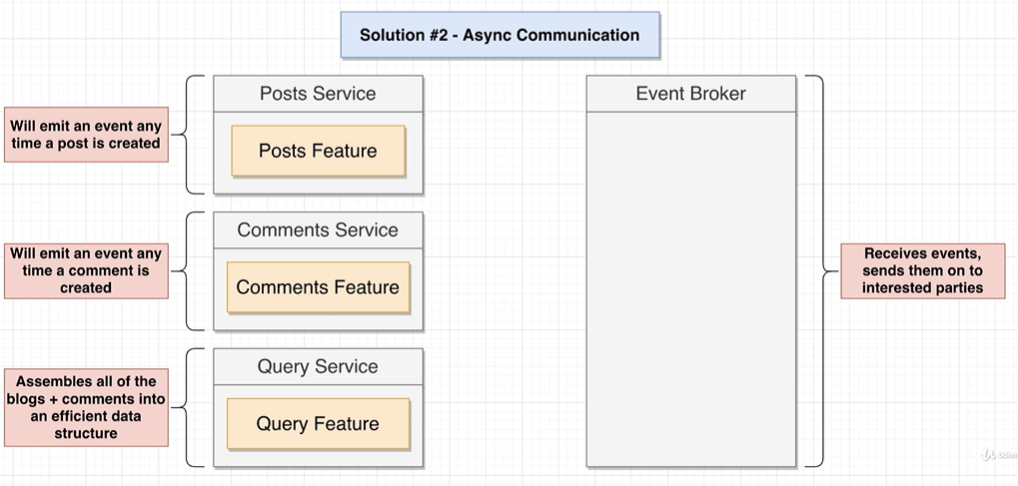 Solution #2 - Async Communication
Posts Service
Event Broker
Will emit an event any
time a post is created
Posts Feature
Comments Service
Will emit an event any
time a comment is
created
Comments Feature
Receives events,
sends them on to
interested parties
Query Service
Assembles all of the
blogs + comments into
an efficient data
structure
Query Feature